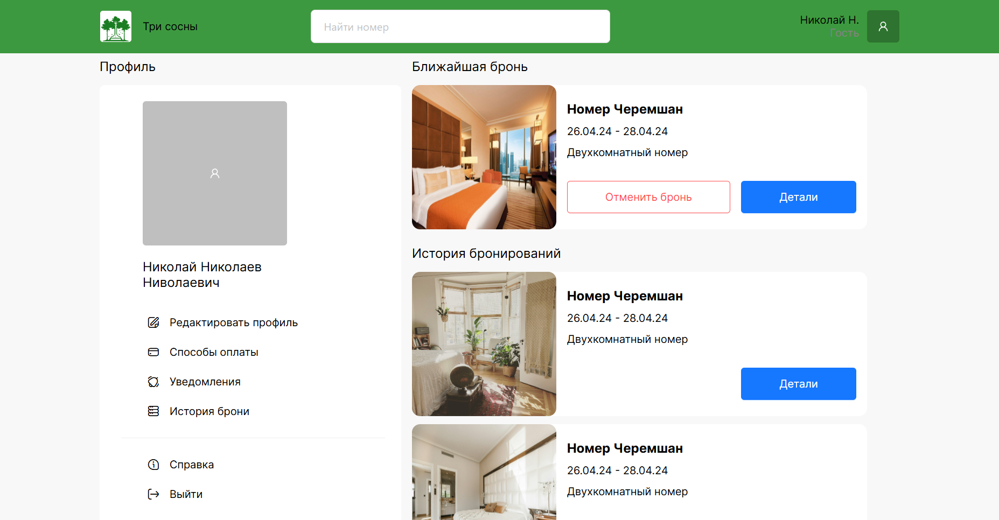 Три сосны
Найти номер
Николай Н.
Гость
Профиль
Николай Николаев
Ниволаевич
Редактировать профиль
Способы оплаты
Уведомления
История брони
Справка
Выйти
Ближайшая бронь
Номер Черемшан
26.04.24 - 28.04.24
Двухкомнатный номер
Отменить бронь
Детали
История бронирований
Номер Черемшан
26.04.24 - 28.04.24
Двухкомнатный номер
Детали
Номер Черемшан
26.04.24 - 28.04.24
Двухкомнатный номер